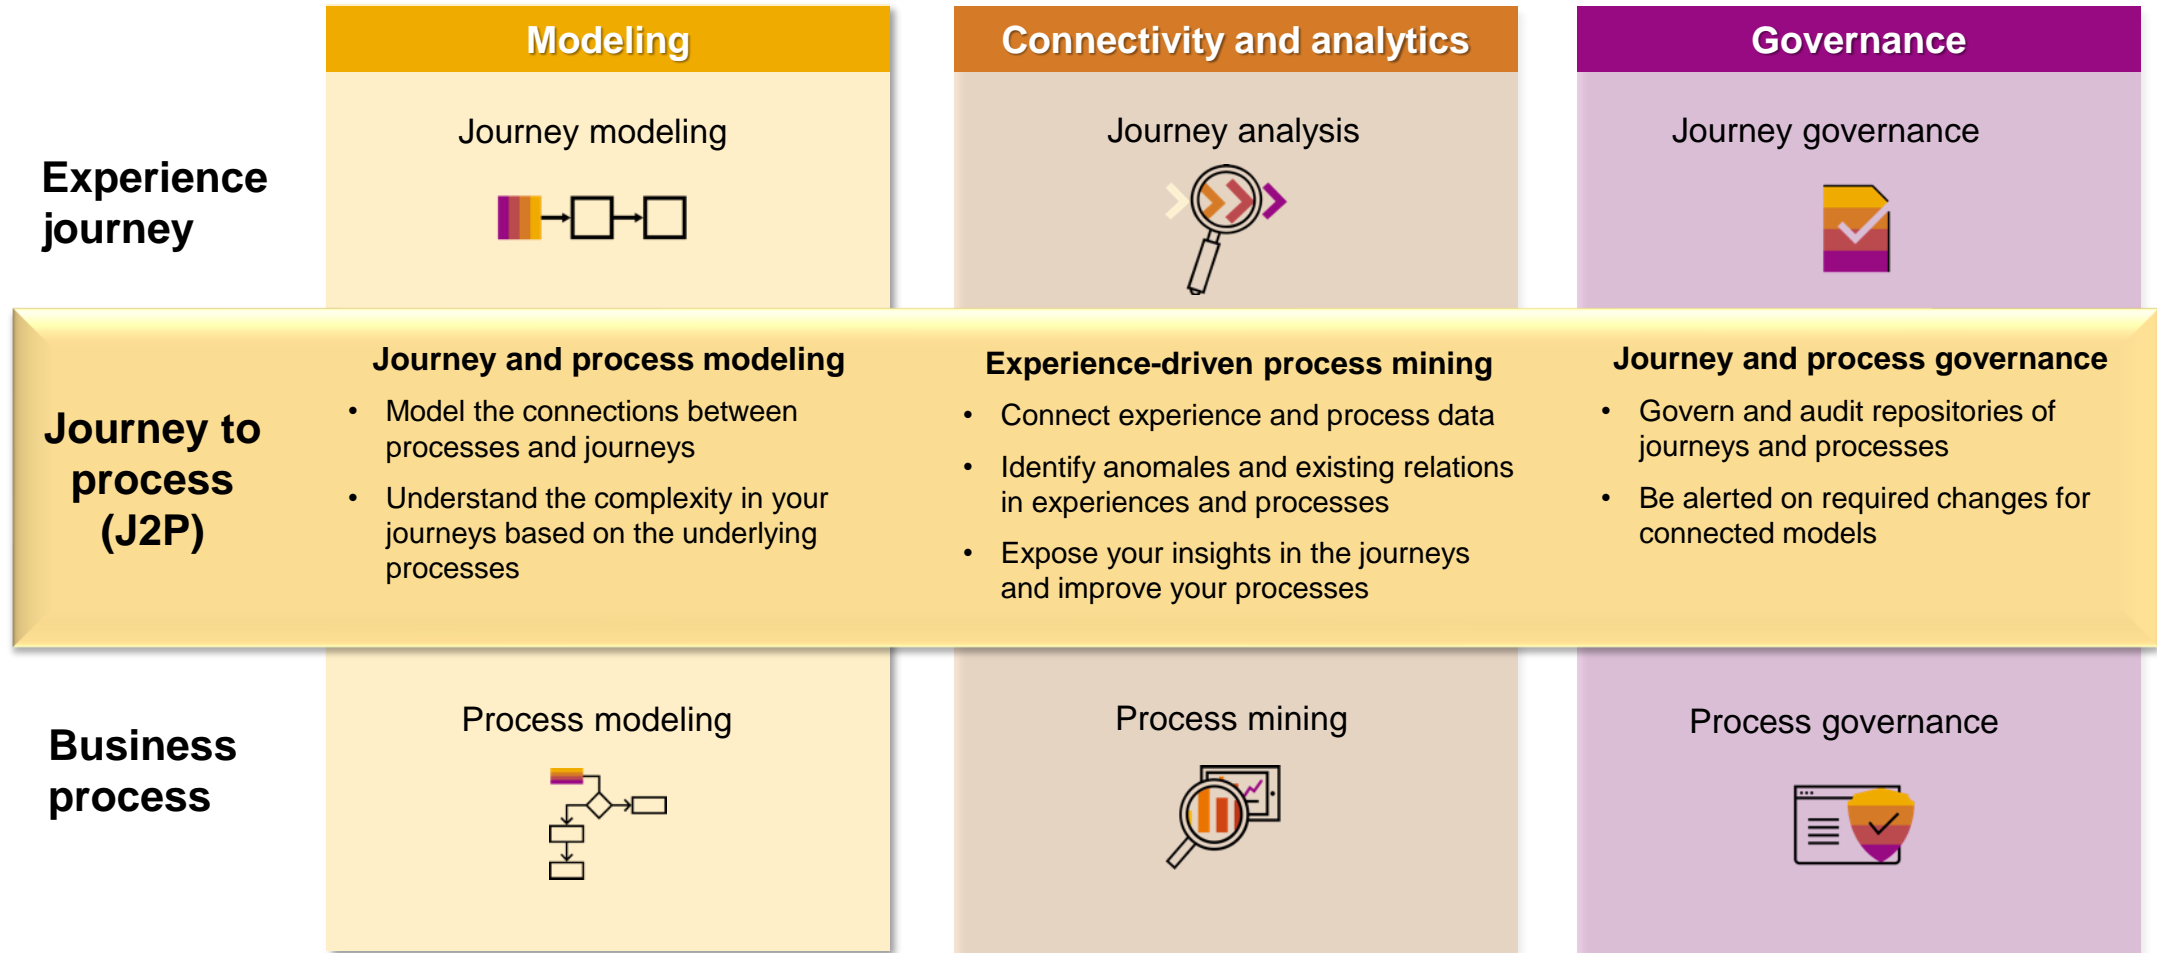 Modeling
Connectivity and analytics
Governance
Experience
journey
Journey modeling
Journey analysis
Journey governance
Journey to
process
(J2P)
Journey and process modeling
• Model the connections between
processes and journeys
• Understand the complexity in your
journeys based on the underlying
processes
Experience-driven process mining
• Connect experience and process data
• Identify anomales and existing relations
in experiences and processes
• Expose your insights in the journeys
and improve your processes
Journey and process governance
• Govern and audit repositories of
journeys and processes
• Be alerted on required changes for
connected models
Business
process
Process modeling
Process mining
Process governance